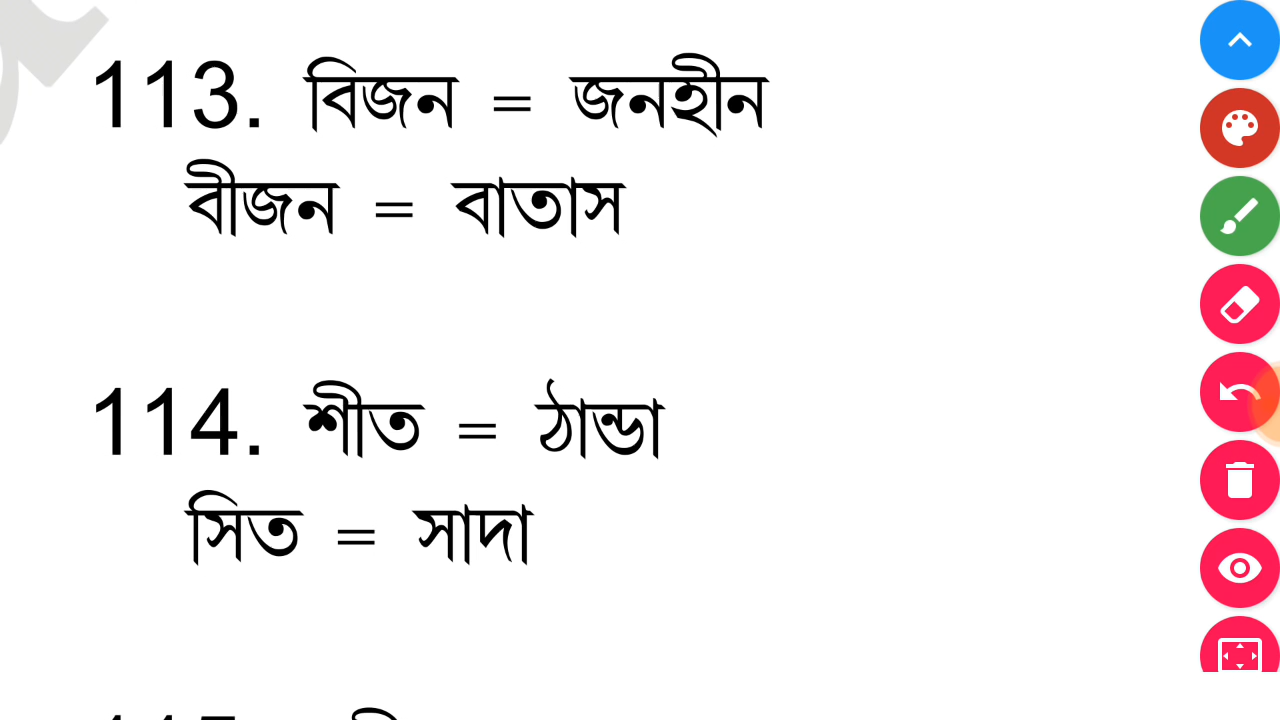 113. বিজন = জনহীন
বীজন = বাতাস
114. শীত = ঠান্ডা
সিত = সাদা